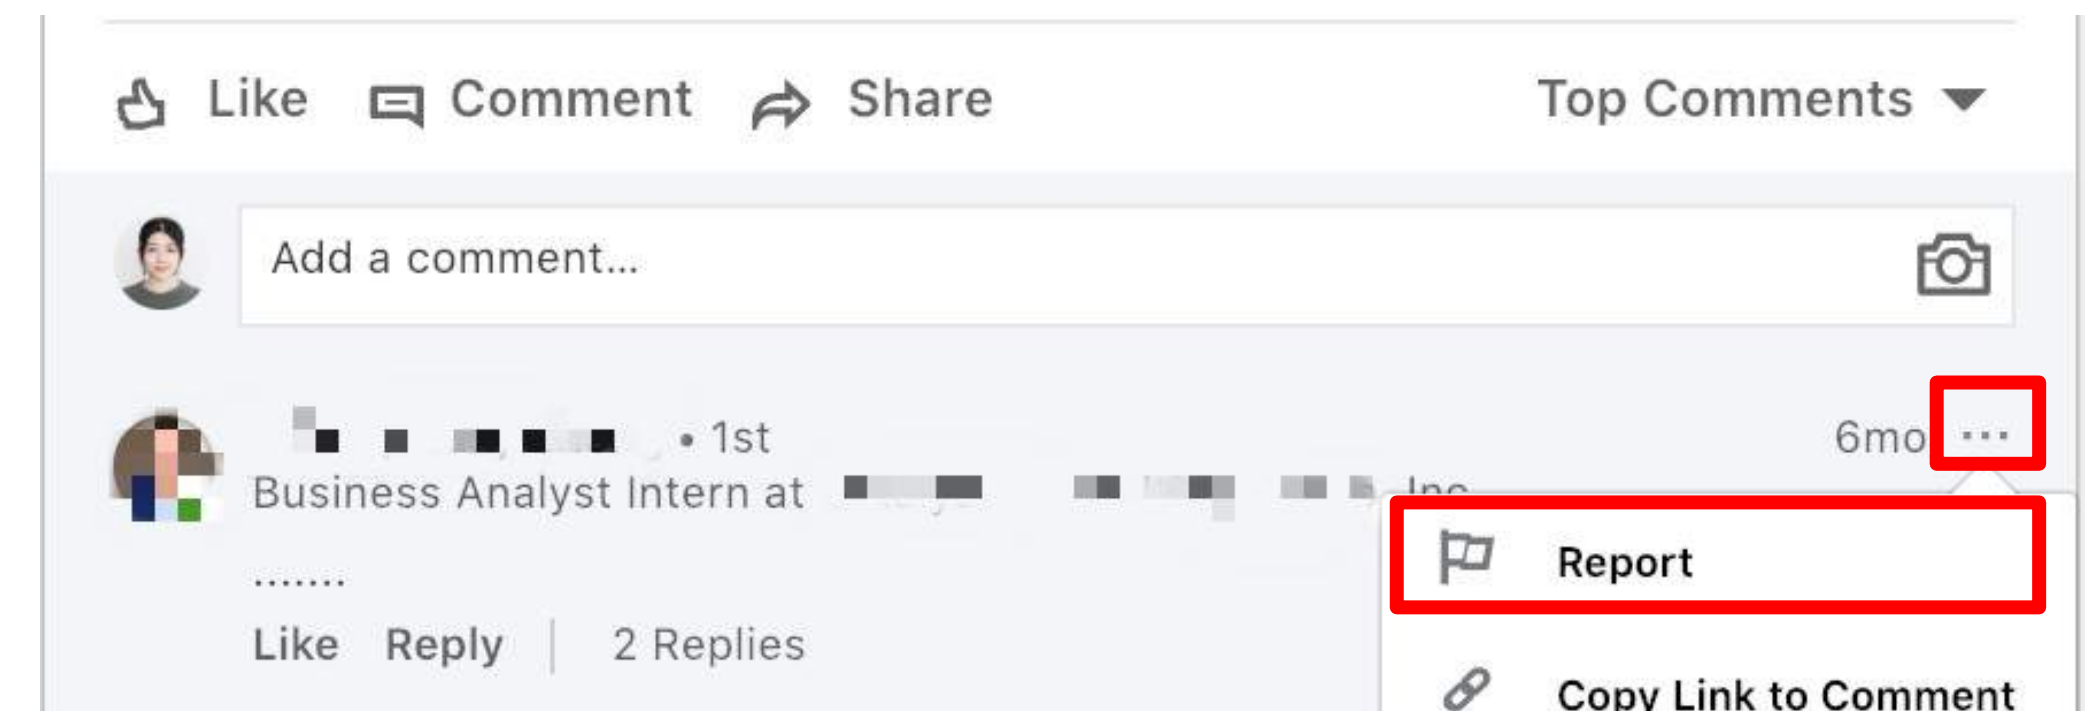 Like Comment Share Top Comments
Add a comment...
• 1st 6mo ...
Business Analyst Intern at Inc
.......
Report
Like Reply 2 Replies
Copy Link to Comment